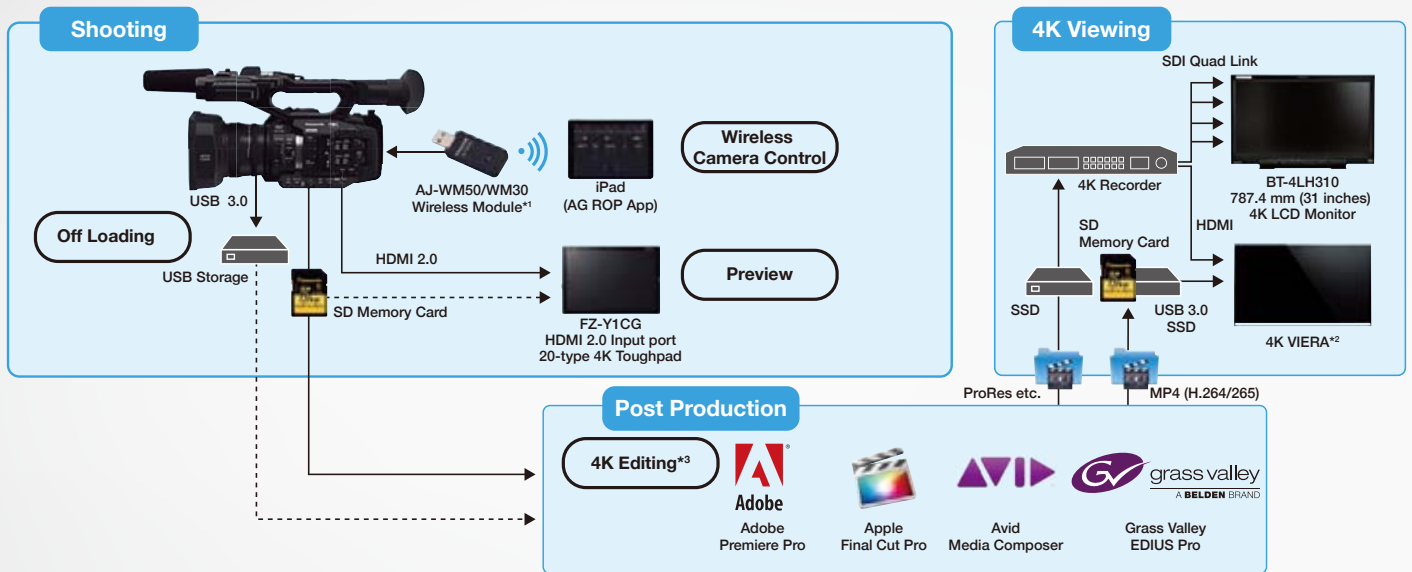 Shooting
Wireless
Camera Control
AJ-WM50/WM30
Wireless Module*1
iPad
(AG ROP App)
USB 3.0
Off Loading
USB Storage
HDMI 2.0
Preview
SD Memory Card
FZ-Y1CG
HDMI 2.0 Input port
20-type 4K Toughpad
4K Viewing
SDI Quad Link
4K Recorder
BT-4LH310
787.4 mm (31 inches)
4K LCD Monitor
HDMI
SD
Memory Card
SSD
USB 3.0
SSD
4K VIERA*2
ProRes etc.
MP4 (H.264/265)
Post Production
4K Editing*3
Adobe
Adobe
Premiere Pro
Apple
Final Cut Pro
AVID
Avid
Media Composer
GV grassvalley
A BELDEN BRAND
Grass Valley
EDIUS Pro